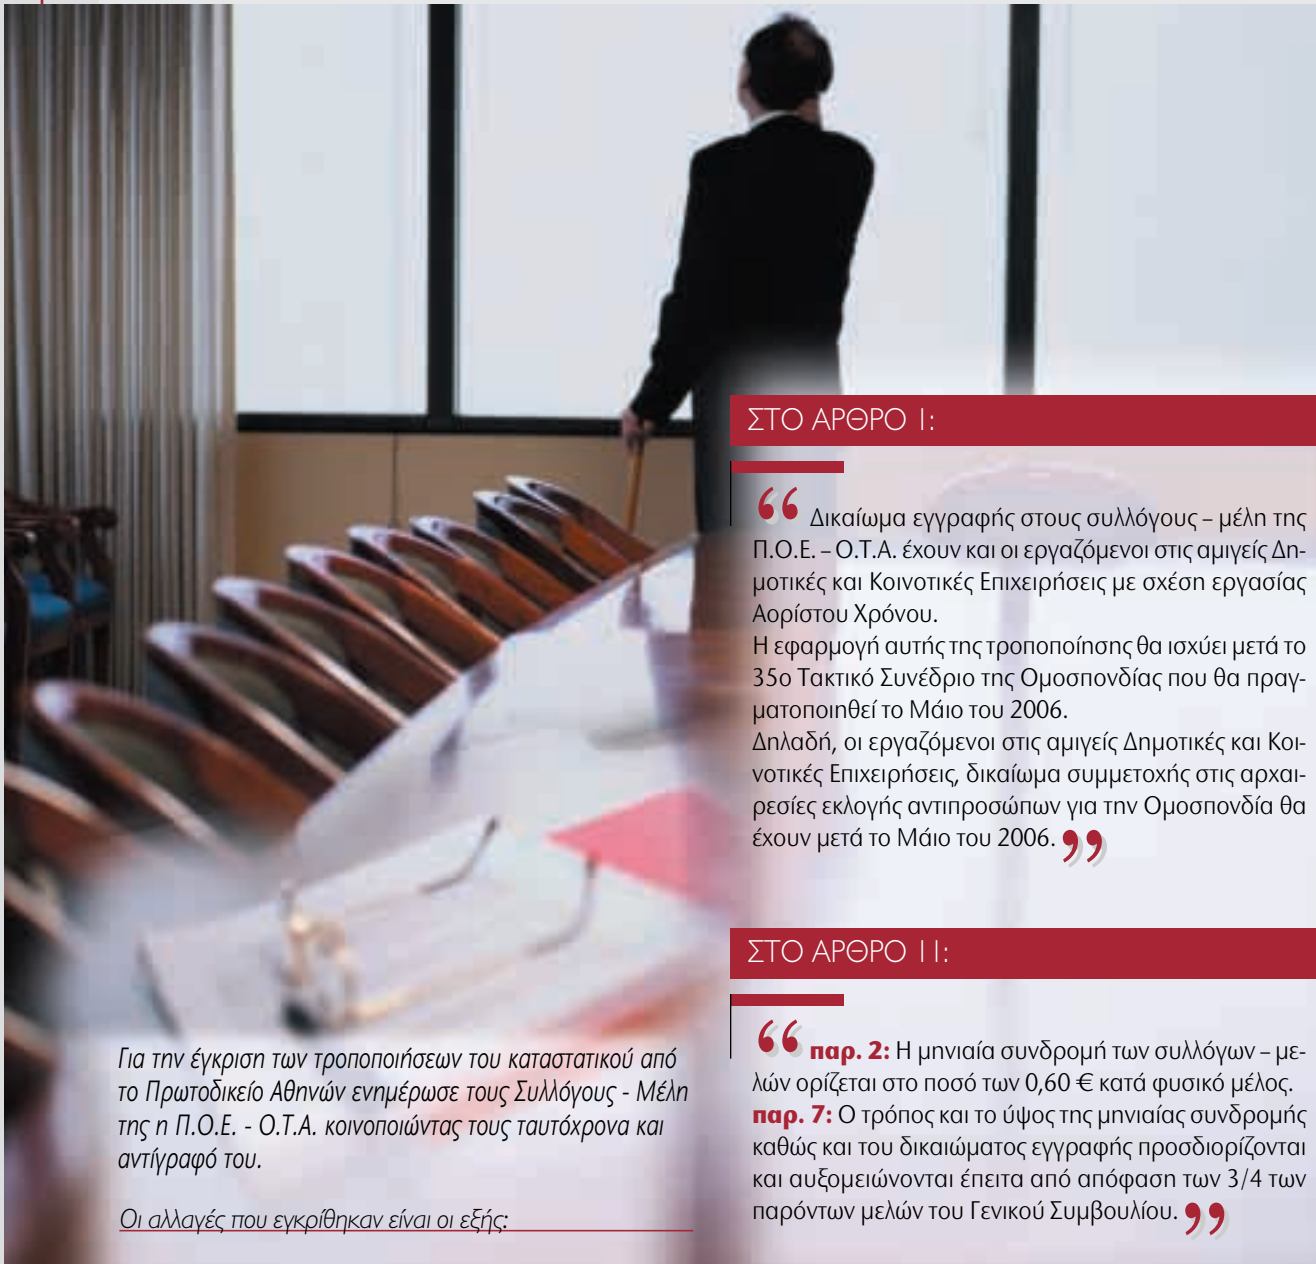 Για την έγκριση των τροποποιήσεων του καταστατικού από
το Πρωτοδικείο Αθηνών ενημέρωσε τους Συλλόγους - Μέλη
της η Π.Ο.Ε. - Ο.Τ.Α. κοινοποιώντας τους ταυτόχρονα και
αντίγραφό του.
Οι αλλαγές που εγκρίθηκαν είναι οι εξής:
ΣΤΟ ΑΡΘΡΟ 1:
“ Δικαίωμα εγγραφής στους συλλόγους – μέλη της
Π.Ο.Ε. – Ο.Τ.Α. έχουν και οι εργαζόμενοι στις αμιγείς Δη-
μοτικές και Κοινοτικές Επιχειρήσεις με σχέση εργασίας
Αορίστου Χρόνου.
Η εφαρμογή αυτής της τροποποίησης θα ισχύει μετά το
35ο Τακτικό Συνέδριο της Ομοσπονδίας που θα πραγ-
ματοποιηθεί το Μάιο του 2006.
Δηλαδή, οι εργαζόμενοι στις αμιγείς Δημοτικές και Κοι-
νοτικές Επιχειρήσεις, δικαίωμα συμμετοχής στις αρχαι-
ρεσίες εκλογής αντιπροσώπων για την Ομοσπονδία θα
έχουν μετά το Μάιο του 2006. ”
ΣΤΟ ΑΡΘΡΟ 11:
“ παρ. 2: Η μηνιαία συνδρομή των συλλόγων – με-
λών ορίζεται στο ποσό των 0,60 € κατά φυσικό μέλος.
παρ. 7: Ο τρόπος και το ύψος της μηνιαίας συνδρομής
καθώς και του δικαιώματος εγγραφής προσδιορίζονται
και αυξομειώνονται έπειτα από απόφαση των 3/4 των
παρόντων μελών του Γενικού Συμβουλίου. ”